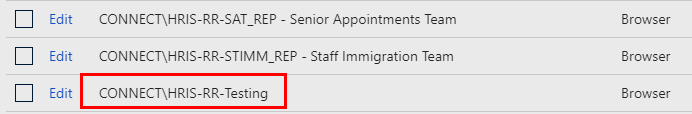 Edit CONNECT\HRIS-RR-SAT_REP - Senior Appointments Team Browser
Edit CONNECT\HRIS-RR-STIMM_REP - Staff Immigration Team Browser
Edit CONNECT\HRIS-RR-Testing Browser